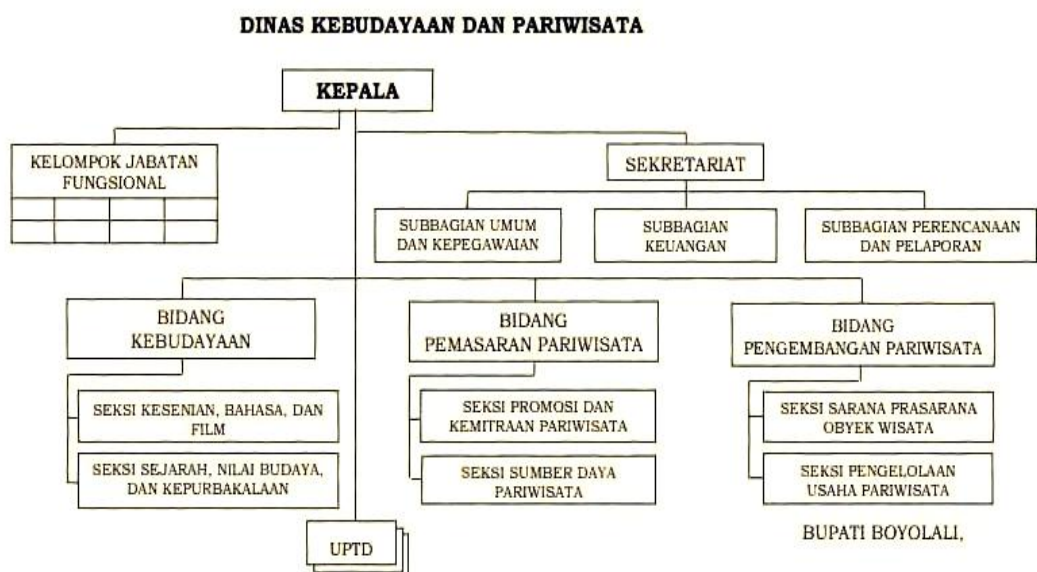 DINAS KEBUDAYAAN DAN PARIWISATA
KEPALA
KELOMPOK JABATAN
FUNGSIONAL
SEKRETARIAT
SUBBAGIAN UMUM
DAN KEPEGAWAIAN
SUBBAGIAN
KEUANGAN
SUBBAGIAN PERENCANAAN
DAN PELAPORAN
BIDANG
KEBUDAYAAN
BIDANG
PEMASARAN PARIWISATA
BIDANG
PENGEMBANGAN PARIWISATA
SEKSI KESENIAN, BAHASA, DAN
FILM
SEKSI PROMOSI DAN
KEMITRAAN PARIWISATA
SEKSI SARANA PRASARANA
OBYEK WISATA
SEKSI SEJARAH, NILAI BUDAYA,
DAN KEPURBAKALAAN
SEKSI SUMBER DAYA
PARIWISATA
SEKSI PENGELOLAAN
USAHA PARIWISATA
UPTD
BUPATI BOYOLALI,